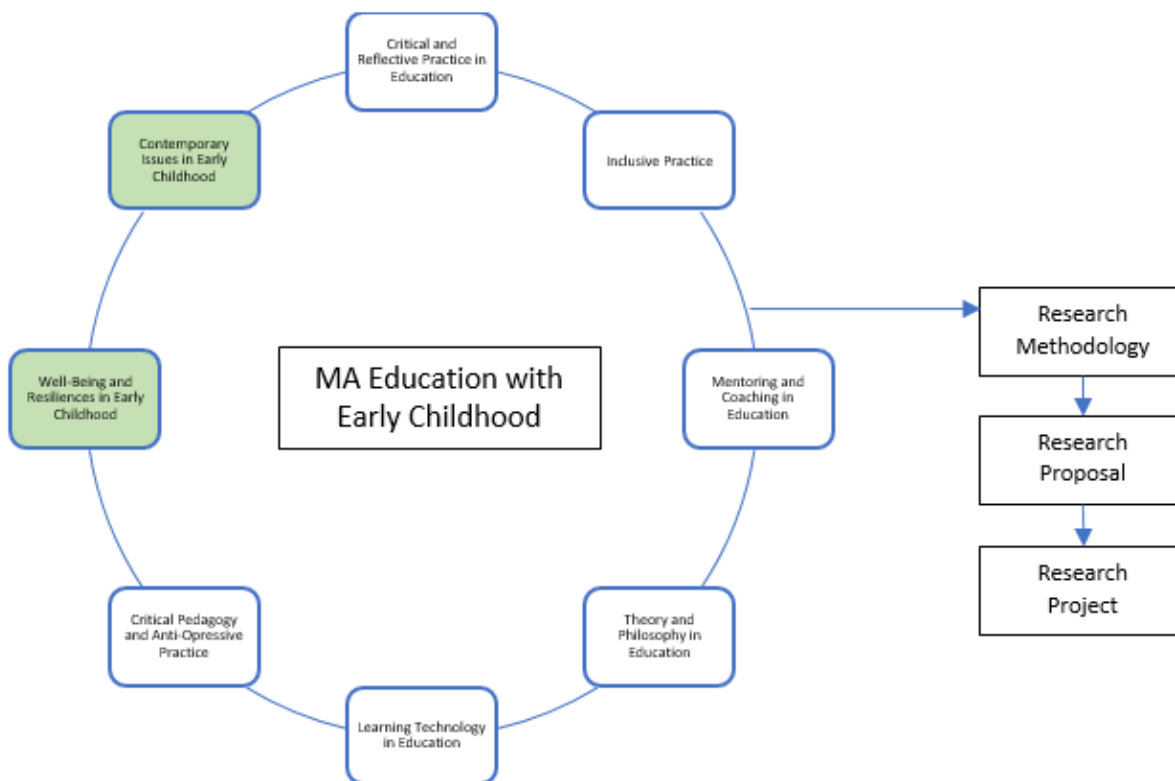 Critical and
Reflective Practice in
Education
Contemporary
Issues in Early
Childhood
Inclusive Practice
Research
Methodology
Well-Being and
Resiliences in Early
Childhood
MA Education with
Early Childhood
Mentoring and
Coaching in
Education
Research
Proposal
Research
Project
Critical Pedagogy
and Anti-Opressive
Practice
Theory and
Philosophy in
Education
Learning Technology
in Education